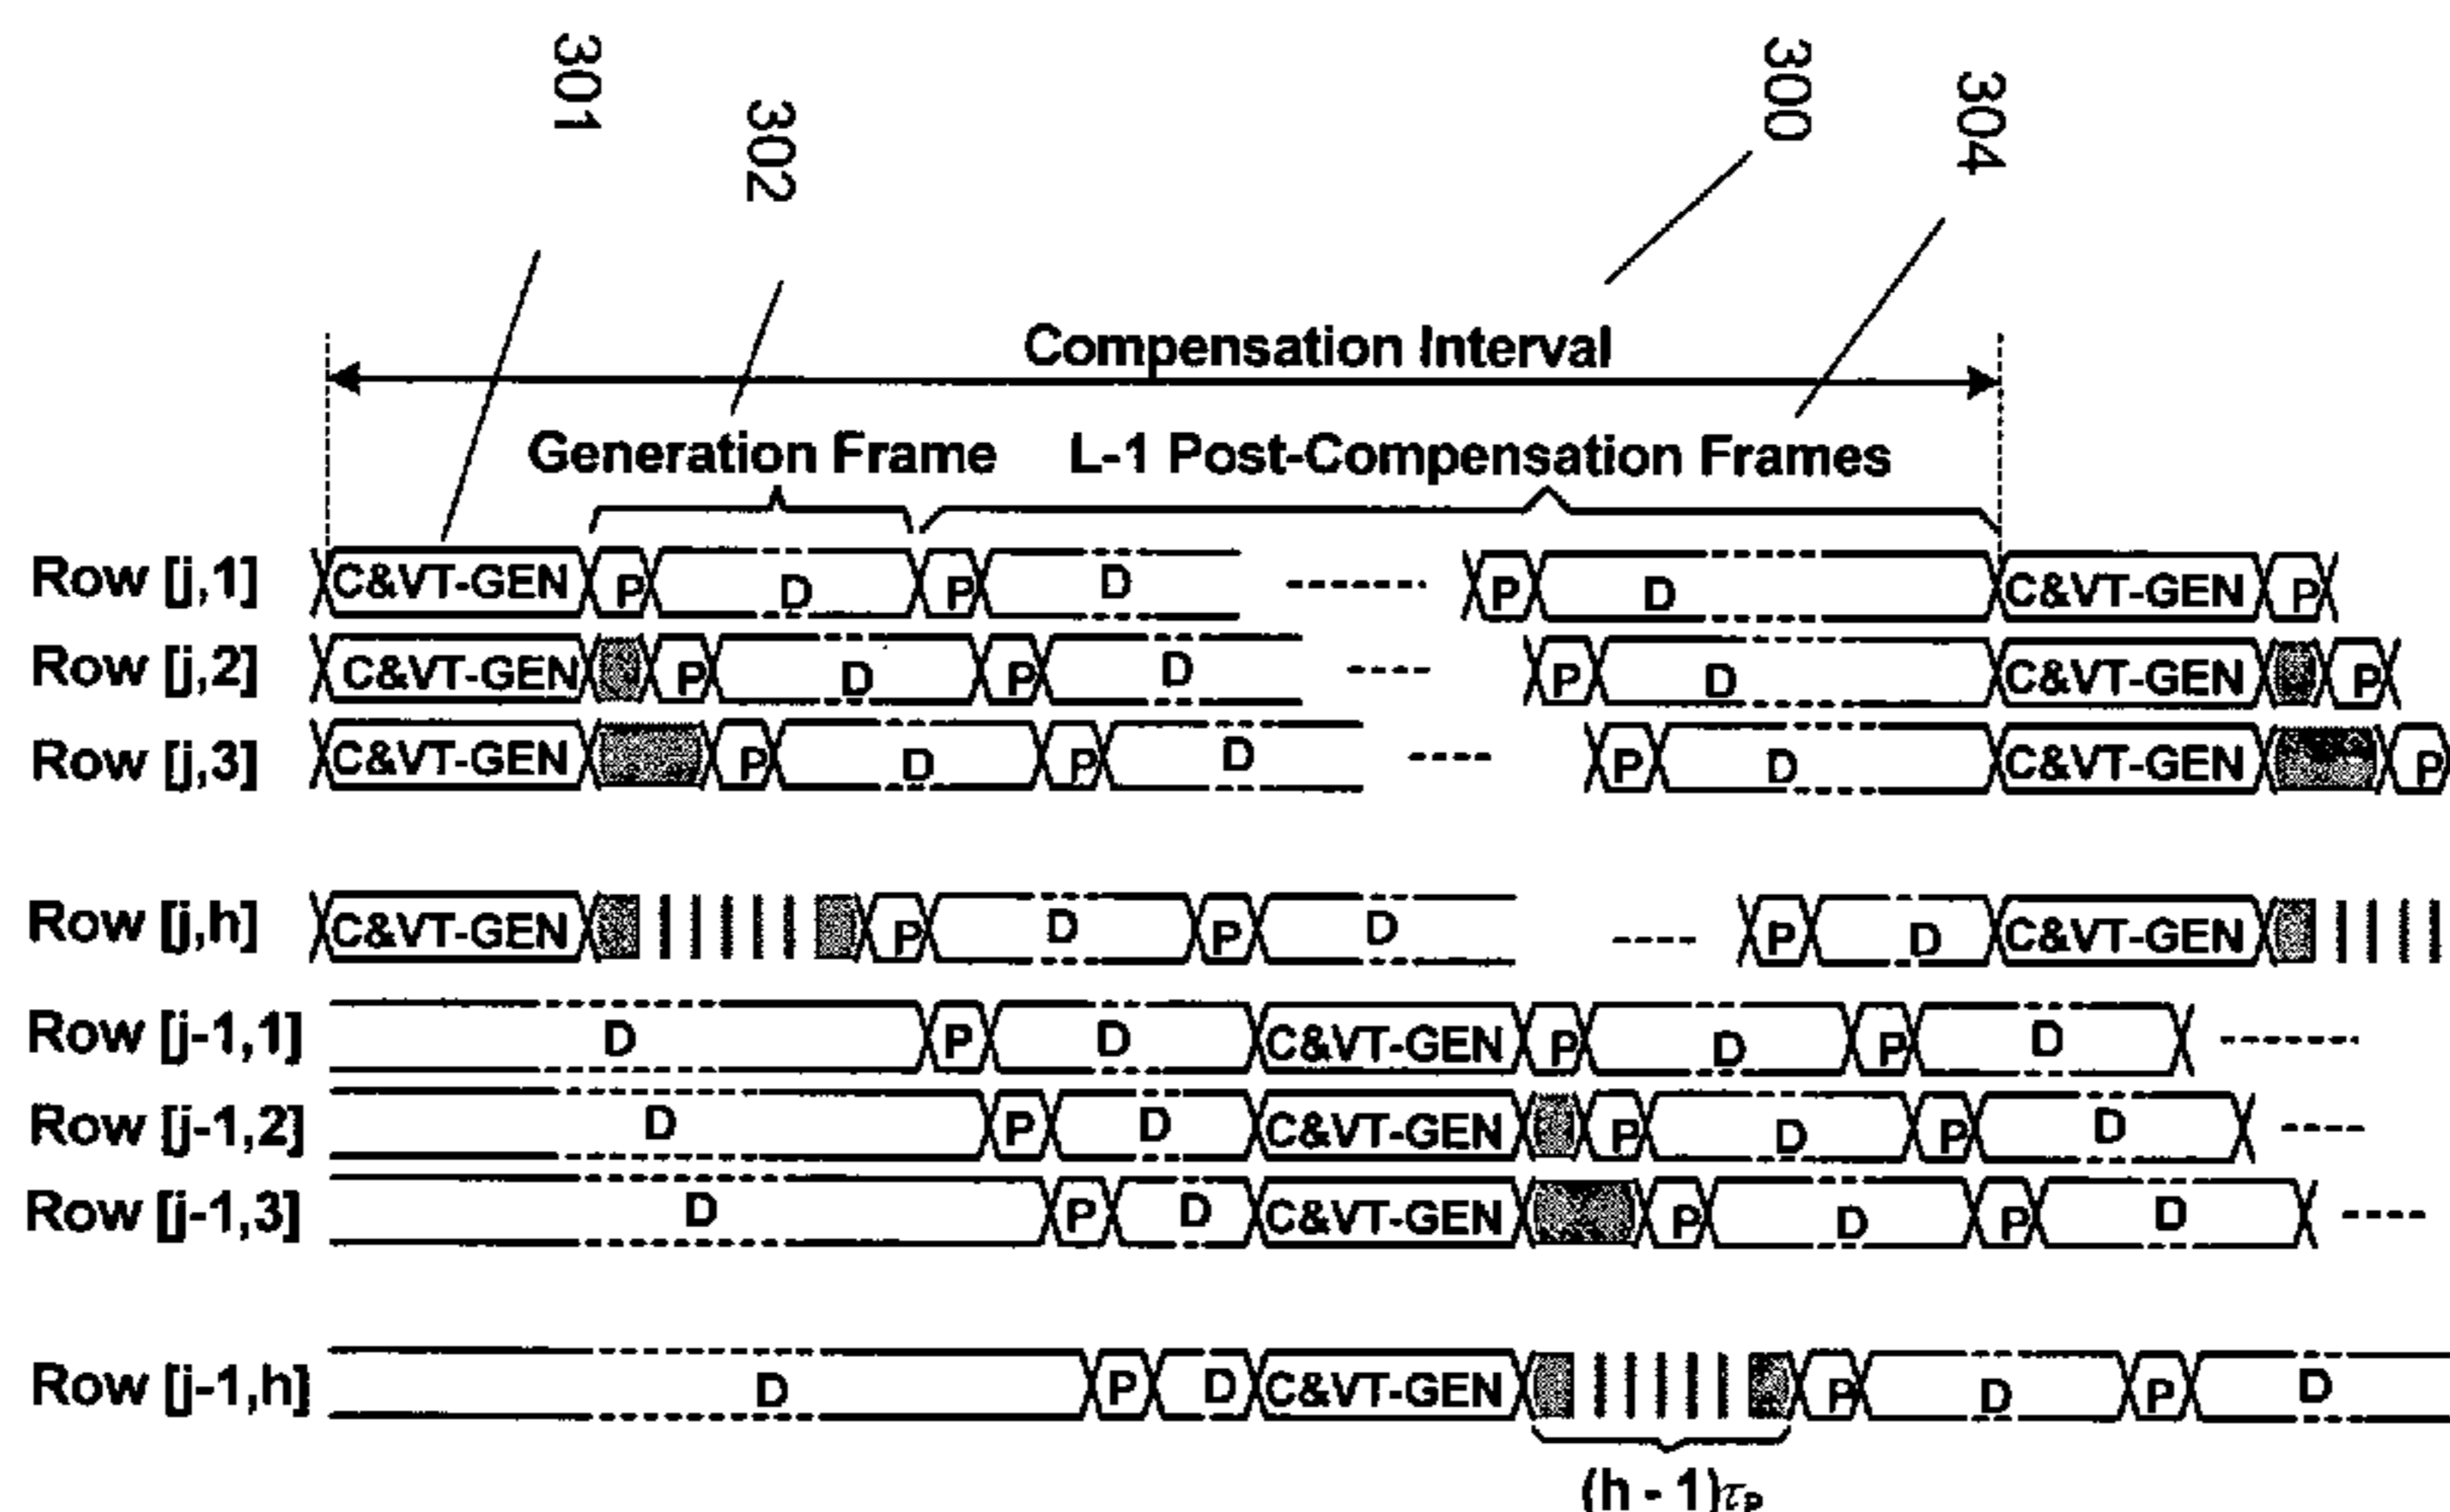 301
302
300
304
Compensation Interval
Generation Frame L-1 Post-Compensation Frames
Row [j,1] C&VT-GEN P D P D P D C&VT-GEN P
Row [j,2] C&VT-GEN P D P D P D C&VT-GEN P
Row [j,3] C&VT-GEN P D P D P D C&VT-GEN P
Row [j,h] C&VT-GEN P D P D P D C&VT-GEN
Row [j-1,1] D P D C&VT-GEN P D P D
Row [j-1,2] D P D C&VT-GEN P D P D
Row [j-1,3] D P D C&VT-GEN P D P D
Row [j-1,h] D P D C&VT-GEN P D P D
(h - 1)